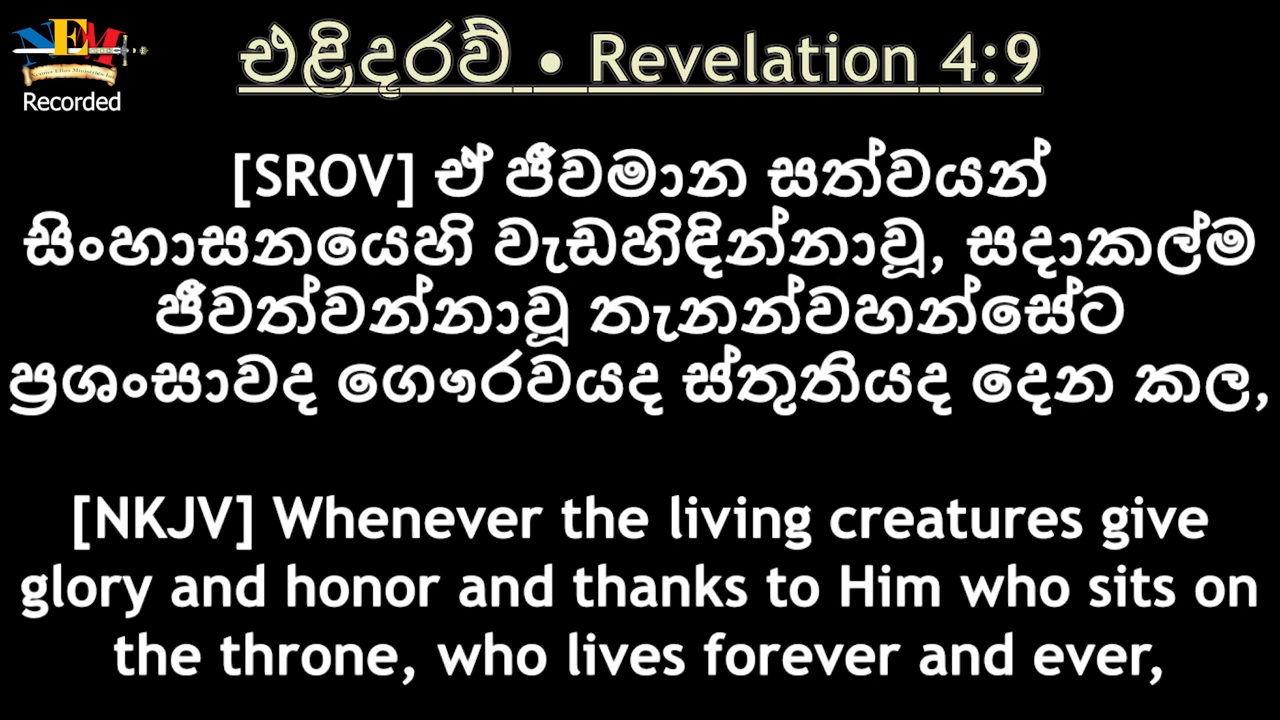 NEM
Recorded
එළිදරව් • Revelation 4:9
[SROV] ඒ ජීවමාන සත්වයන්
සිංහාසනයෙහි වැඩහිඳින්නාවූ, සදාකල්ම
ජීවත්වන්නාවූ තැනන්වහන්සේට
ප්‍රශංසාවද ගෞරවයද ස්තුතියද දෙන කල,
[NKJV] Whenever the living creatures give
glory and honor and thanks to Him who sits on
the throne, who lives forever and ever,